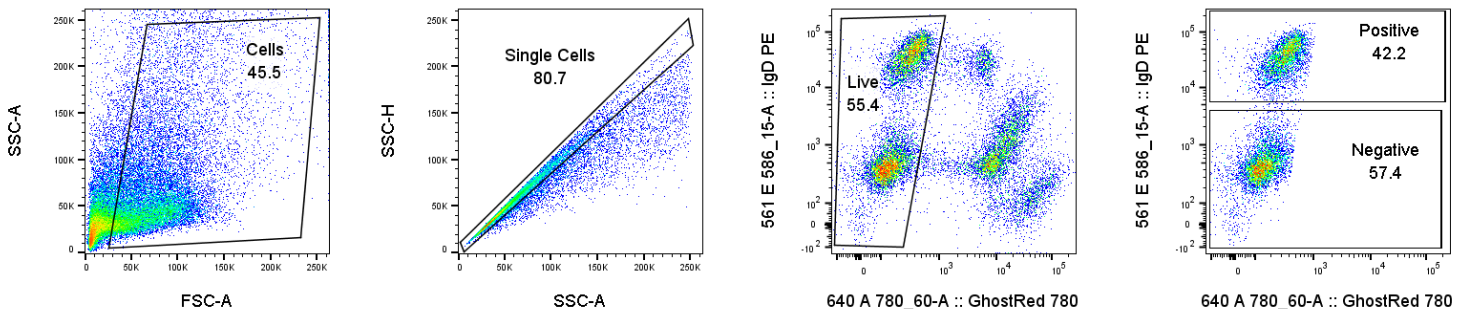 250K
200K
150K
100K
50K
0
SSC-A
Cells
45.5
0
50K
100K
150K
200K
250K
FSC-A
250K
200K
150K
100K
50K
0
SSC-H
Single Cells
80.7
0
50K
100K
150K
200K
250K
SSC-A
10⁵
10⁴
10³
10²
0
-10²
561 E 586_15-A :: IgD PE
Live
55.4
0
10³
10⁴
10⁵
640 A 780_60-A :: GhostRed 780
10⁵
10⁴
10³
10²
0
-10²
561 E 586_15-A :: IgD PE
Positive
42.2
Negative
57.4
0
10³
10⁴
10⁵
640 A 780_60-A :: GhostRed 780